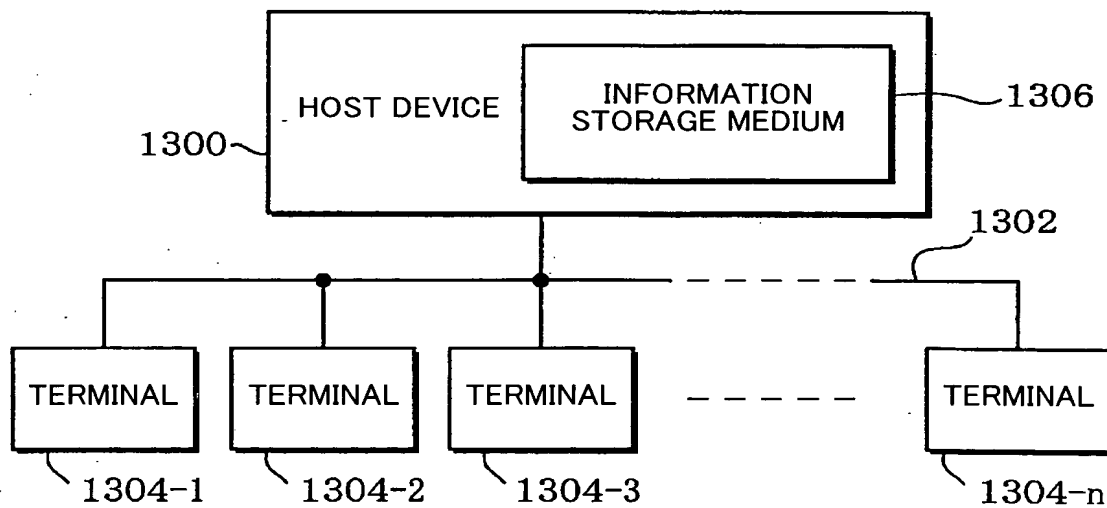 HOST DEVICE
INFORMATION
STORAGE MEDIUM
1306
1300
1302
TERMINAL
TERMINAL
TERMINAL
TERMINAL
1304-1
1304-2
1304-3
1304-n